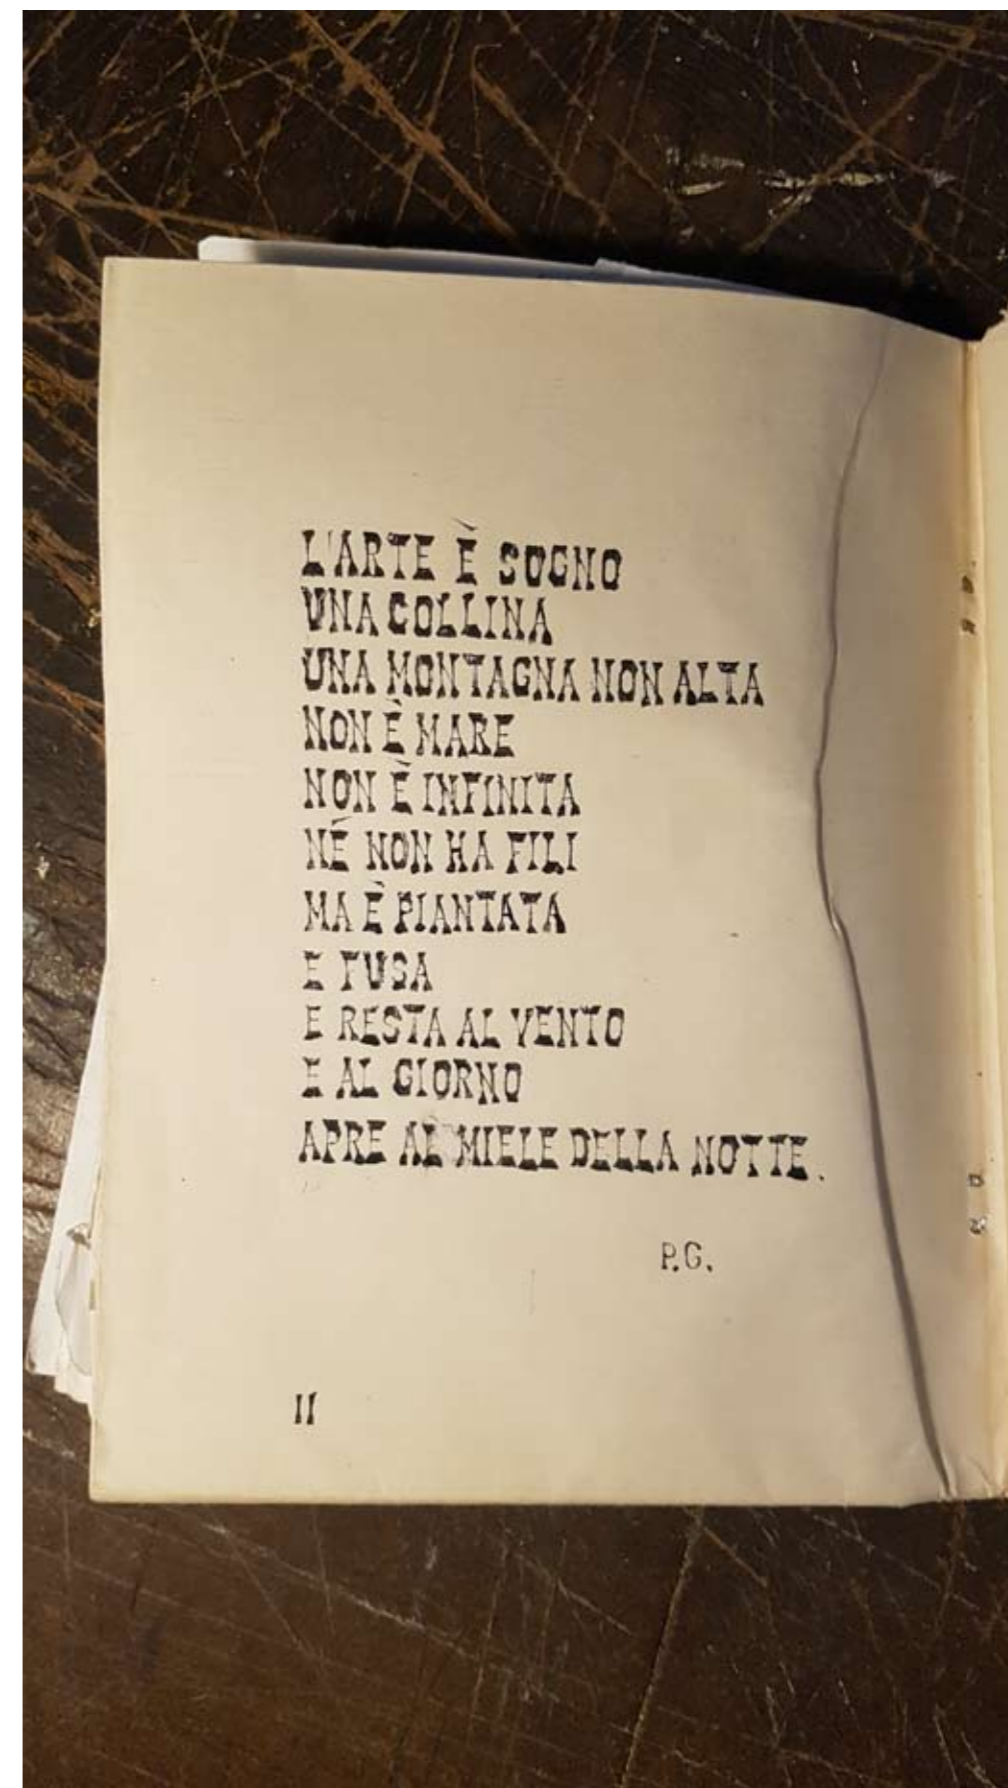 L'ARTE È SOGNO
UNA COLLINA
UNA MONTAGNA NON ALTA
NON È MARE
NON È INFINITA
NÉ NON HA FILI
MA È PIANTATA
E FUSA
E RESTA AL VENTO
E AL GIORNO
APRE AL MIELE DELLA NOTTE.
P.G.
11